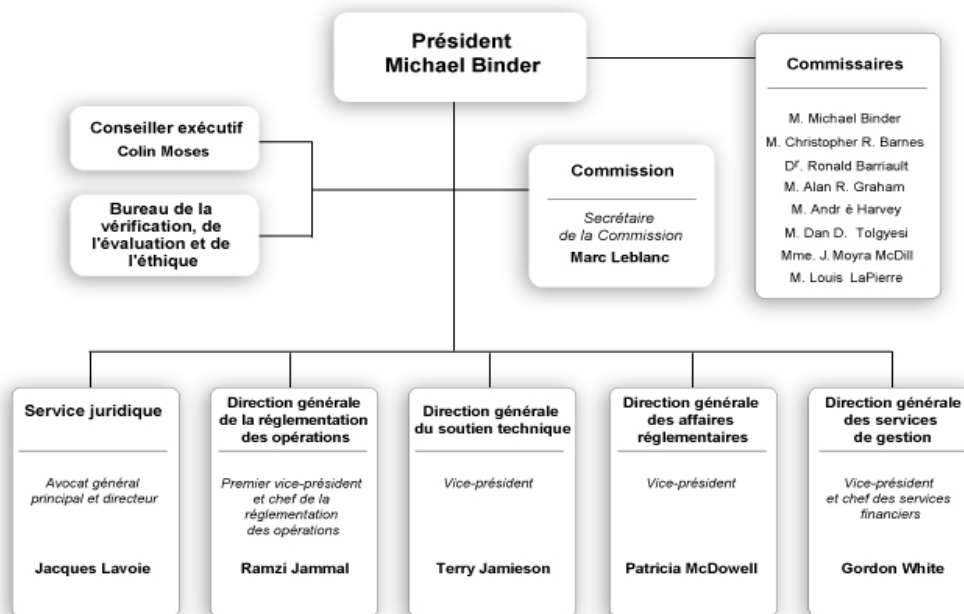 Président
Michael Binder
Commissaires
M. Michael Binder
M. Christopher R. Barnes
Dr. Ronald Barriault
M. Alan R. Graham
M. Andr é Harvey
M. Dan D. Tolgyesi
Mme. J. Moyra McDill
M. Louis LaPierre
Conseiller exécutif
Colin Moses
Bureau de la
vérification, de
l'évaluation et de
l'éthique
Commission
Secrétaire
de la Commission
Marc Leblanc
Service juridique
Avocat général
principal et directeur
Jacques Lavoie
Direction générale
de la réglementation
des opérations
Premier vice-président
et chef de la
réglementation
des opérations
Ramzi Jammal
Direction générale
du soutien technique
Vice-président
Terry Jamieson
Direction générale
des affaires
réglementaires
Vice-président
Patricia McDowell
Direction générale
des services
de gestion
Vice-président
et chef des services
financiers
Gordon White